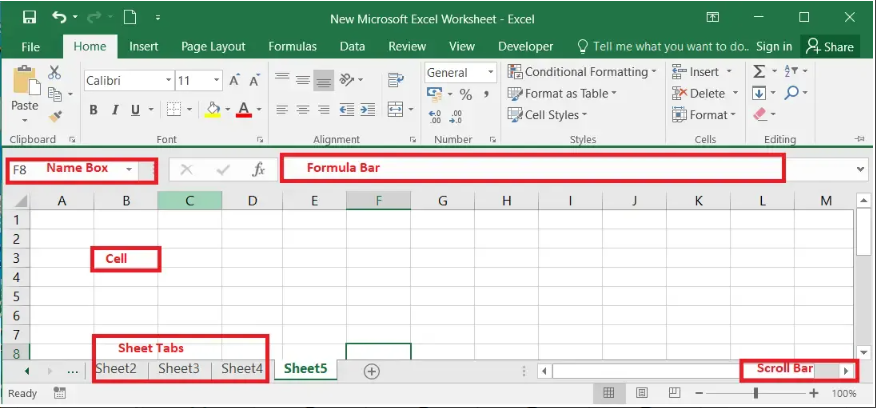 New Microsoft Excel Worksheet - Excel
File Home Insert Page Layout Formulas Data Review View Developer Tell me what you want to do.. Sign in Share
Calibri 11 A A General Conditional Formatting Insert Σ
Paste B I U A % , Format as Table Delete
.00 .00 Cell Styles Format
Clipboard Font Alignment Number Styles Cells Editing
F8 Name Box fx Formula Bar
A B C D E F G H I J K L M
1
2
3 Cell
4
5
6
7
Sheet Tabs
8
... Sheet2 Sheet3 Sheet4 Sheet5 Scroll Bar
Ready 100%